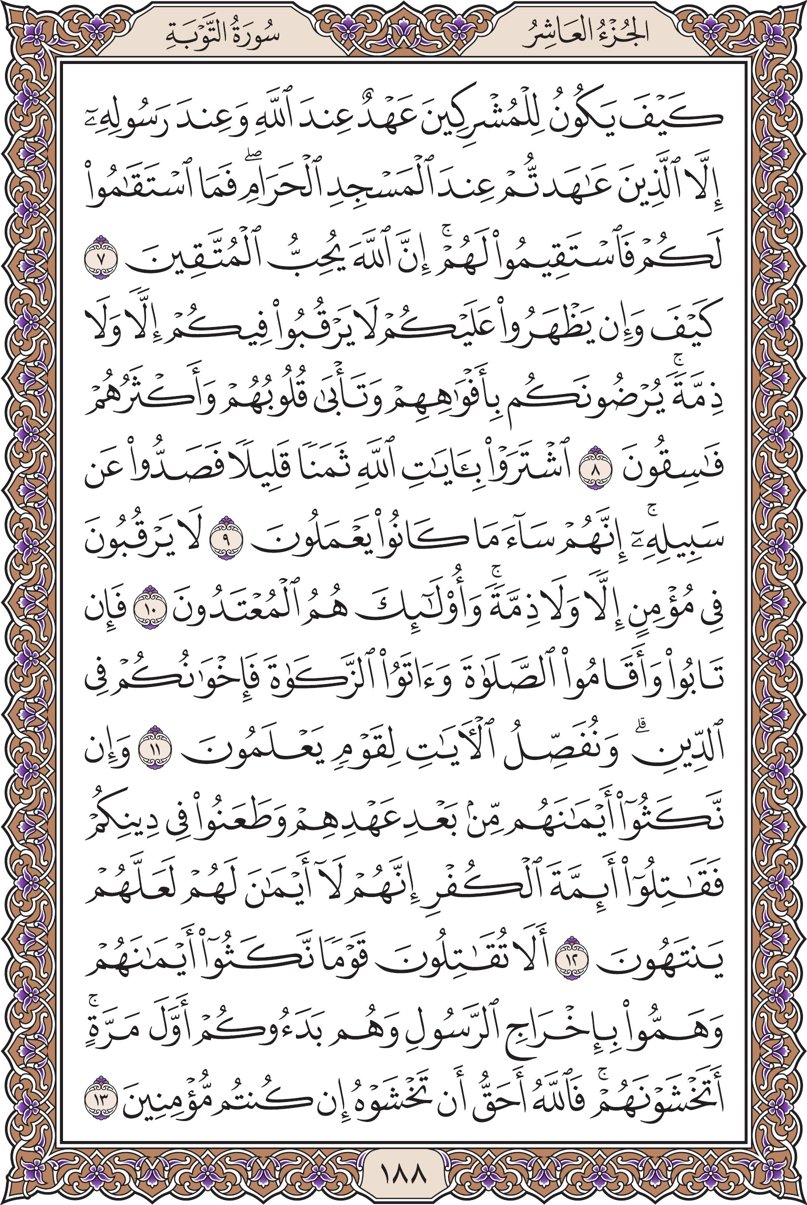 الجُزْءُ العَاشِرُ
سُورَةُ التَّوْبَةِ
كَيْفَ يَكُونُ لِلْمُشْرِكِينَ عَهْدٌ عِندَ ٱللَّهِ وَعِندَ رَسُولِهِۦٓ
إِلَّا ٱلَّذِينَ عَٰهَدتُّمْ عِندَ ٱلْمَسْجِدِ ٱلْحَرَامِۖ فَمَا ٱسْتَقَٰمُوا۟
لَكُمْ فَٱسْتَقِيمُوا۟ لَهُمْۚ إِنَّ ٱللَّهَ يُحِبُّ ٱلْمُتَّقِينَ ٧
كَيْفَ وَإِن يَظْهَرُوا۟ عَلَيْكُمْ لَا يَرْقُبُوا۟ فِيكُمْ إِلًّا وَلَا
ذِمَّةًۚ يُرْضُونَكُم بِأَفْوَٰهِهِمْ وَتَأْبَىٰ قُلُوبُهُمْ وَأَكْثَرُهُمْ
فَٰسِقُونَ ٨ ٱشْتَرَوْا۟ بِـَٔايَٰتِ ٱللَّهِ ثَمَنًا قَلِيلًا فَصَدُّوا۟ عَن
سَبِيلِهِۦٓۚ إِنَّهُمْ سَآءَ مَا كَانُوا۟ يَعْمَلُونَ ٩ لَا يَرْقُبُونَ
فِى مُؤْمِنٍ إِلًّا وَلَا ذِمَّةًۚ وَأُو۟لَٰٓئِكَ هُمُ ٱلْمُعْتَدُونَ ١٠ فَإِن
تَابُوا۟ وَأَقَامُوا۟ ٱلصَّلَوٰةَ وَءَاتَوُا۟ ٱلزَّكَوٰةَ فَإِخْوَٰنُكُمْ فِى
ٱلدِّينِۗ وَنُفَصِّلُ ٱلْءَايَٰتِ لِقَوْمٍ يَعْلَمُونَ ١١ وَإِن
نَّكَثُوٓا۟ أَيْمَٰنَهُم مِّنۢ بَعْدِ عَهْدِهِمْ وَطَعَنُوا۟ فِى دِينِكُمْ
فَقَٰتِلُوٓا۟ أَئِمَّةَ ٱلْكُفْرِ إِنَّهُمْ لَآ أَيْمَٰنَ لَهُمْ لَعَلَّهُمْ
يَنتَهُونَ ١٢ أَلَا تُقَٰتِلُونَ قَوْمًا نَّكَثُوٓا۟ أَيْمَٰنَهُمْ
وَهَمُّوا۟ بِإِخْرَاجِ ٱلرَّسُولِ وَهُم بَدَءُوكُمْ أَوَّلَ مَرَّةٍۚ
أَتَخْشَوْنَهُمْۚ فَٱللَّهُ أَحَقُّ أَن تَخْشَوْهُ إِن كُنتُم مُّؤْمِنِينَ ١٣
١٨٨